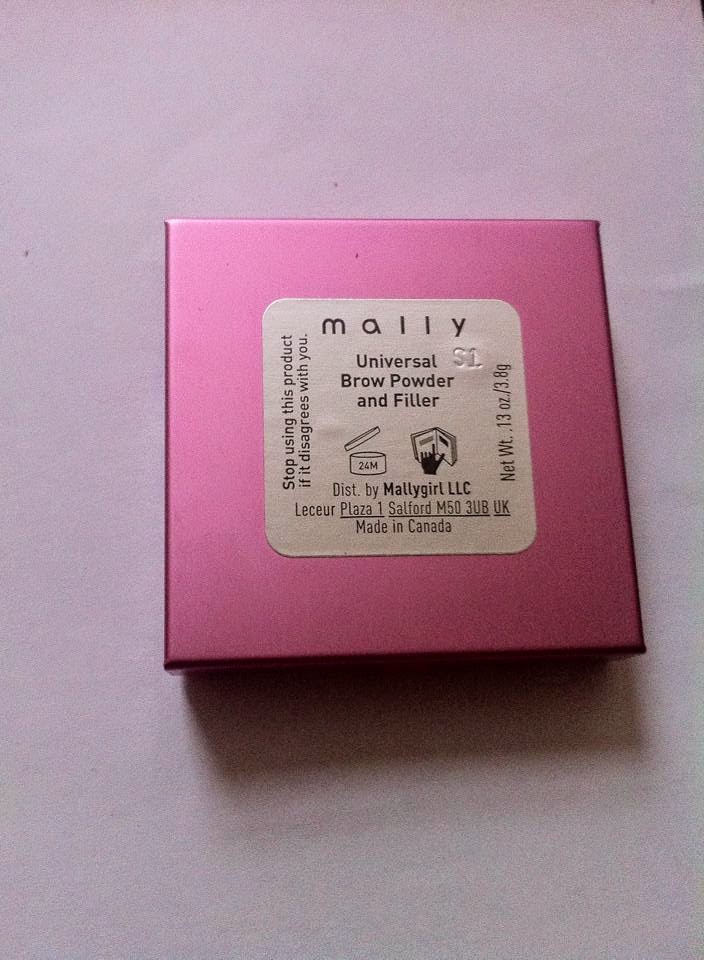 mally
S1
Universal
Brow Powder
and Filler
Stop using this product
if it disagrees with you.
Net Wt. .13 oz./3.8g
24M
Dist. by Mallygirl LLC
Leceur Plaza 1 Salford M50 3UB UK
Made in Canada